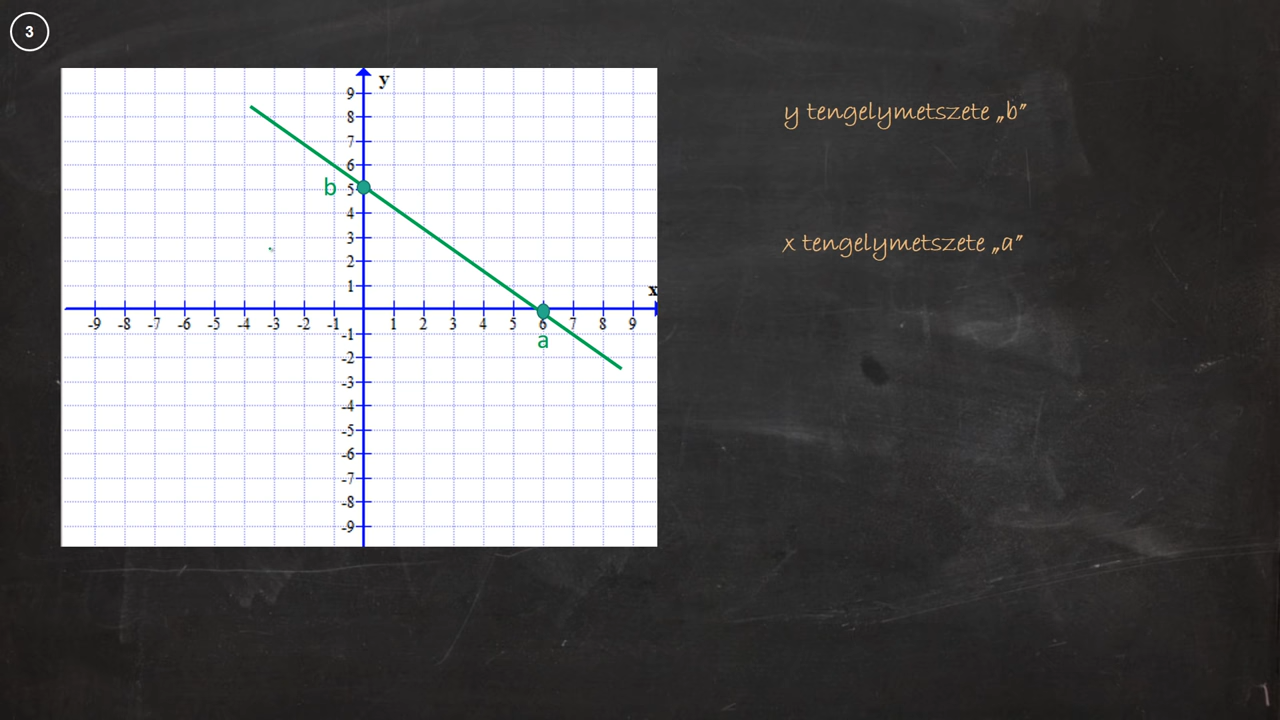 3
y
9
8
7
6
b 5
4
3
2
1
x
-9 -8 -7 -6 -5 -4 -3 -2 -1 1 2 3 4 5 6 7 8 9
-1
a
-2
-3
-4
-5
-6
-7
-8
-9
y tengelymetszete „b”
x tengelymetszete „a”